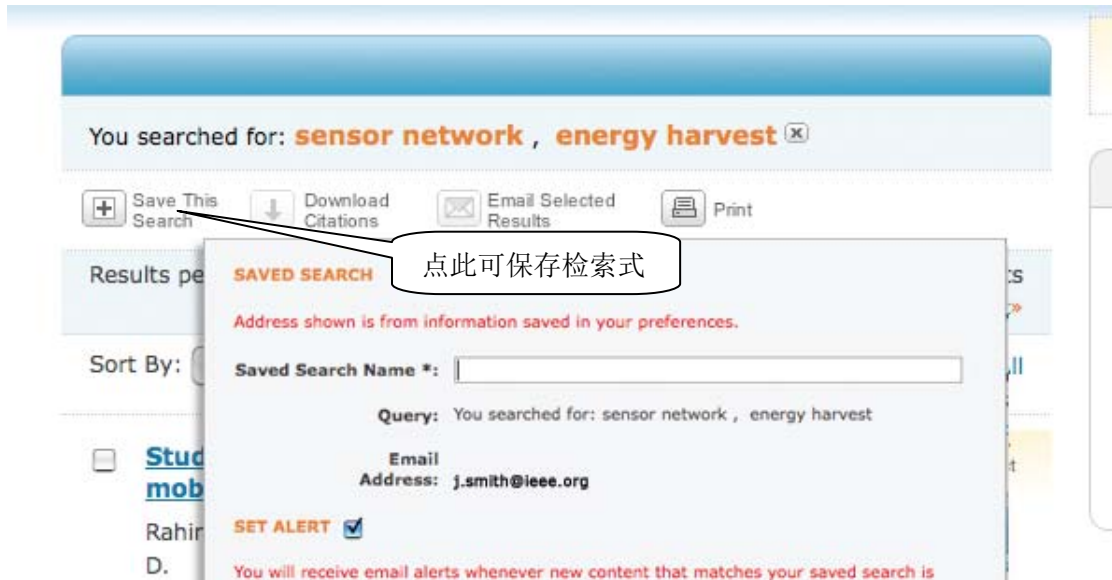 You searched for: sensor network , energy harvest
Save This Search
Download Citations
Email Selected Results
Print
点此可保存检索式
Results pe
SAVED SEARCH
Address shown is from information saved in your preferences.
Sort By:
Saved Search Name *:
Query: You searched for: sensor network , energy harvest
Email Address: j.smith@ieee.org
Stud
mob
Rahir
D.
SET ALERT
You will receive email alerts whenever new content that matches your saved search is